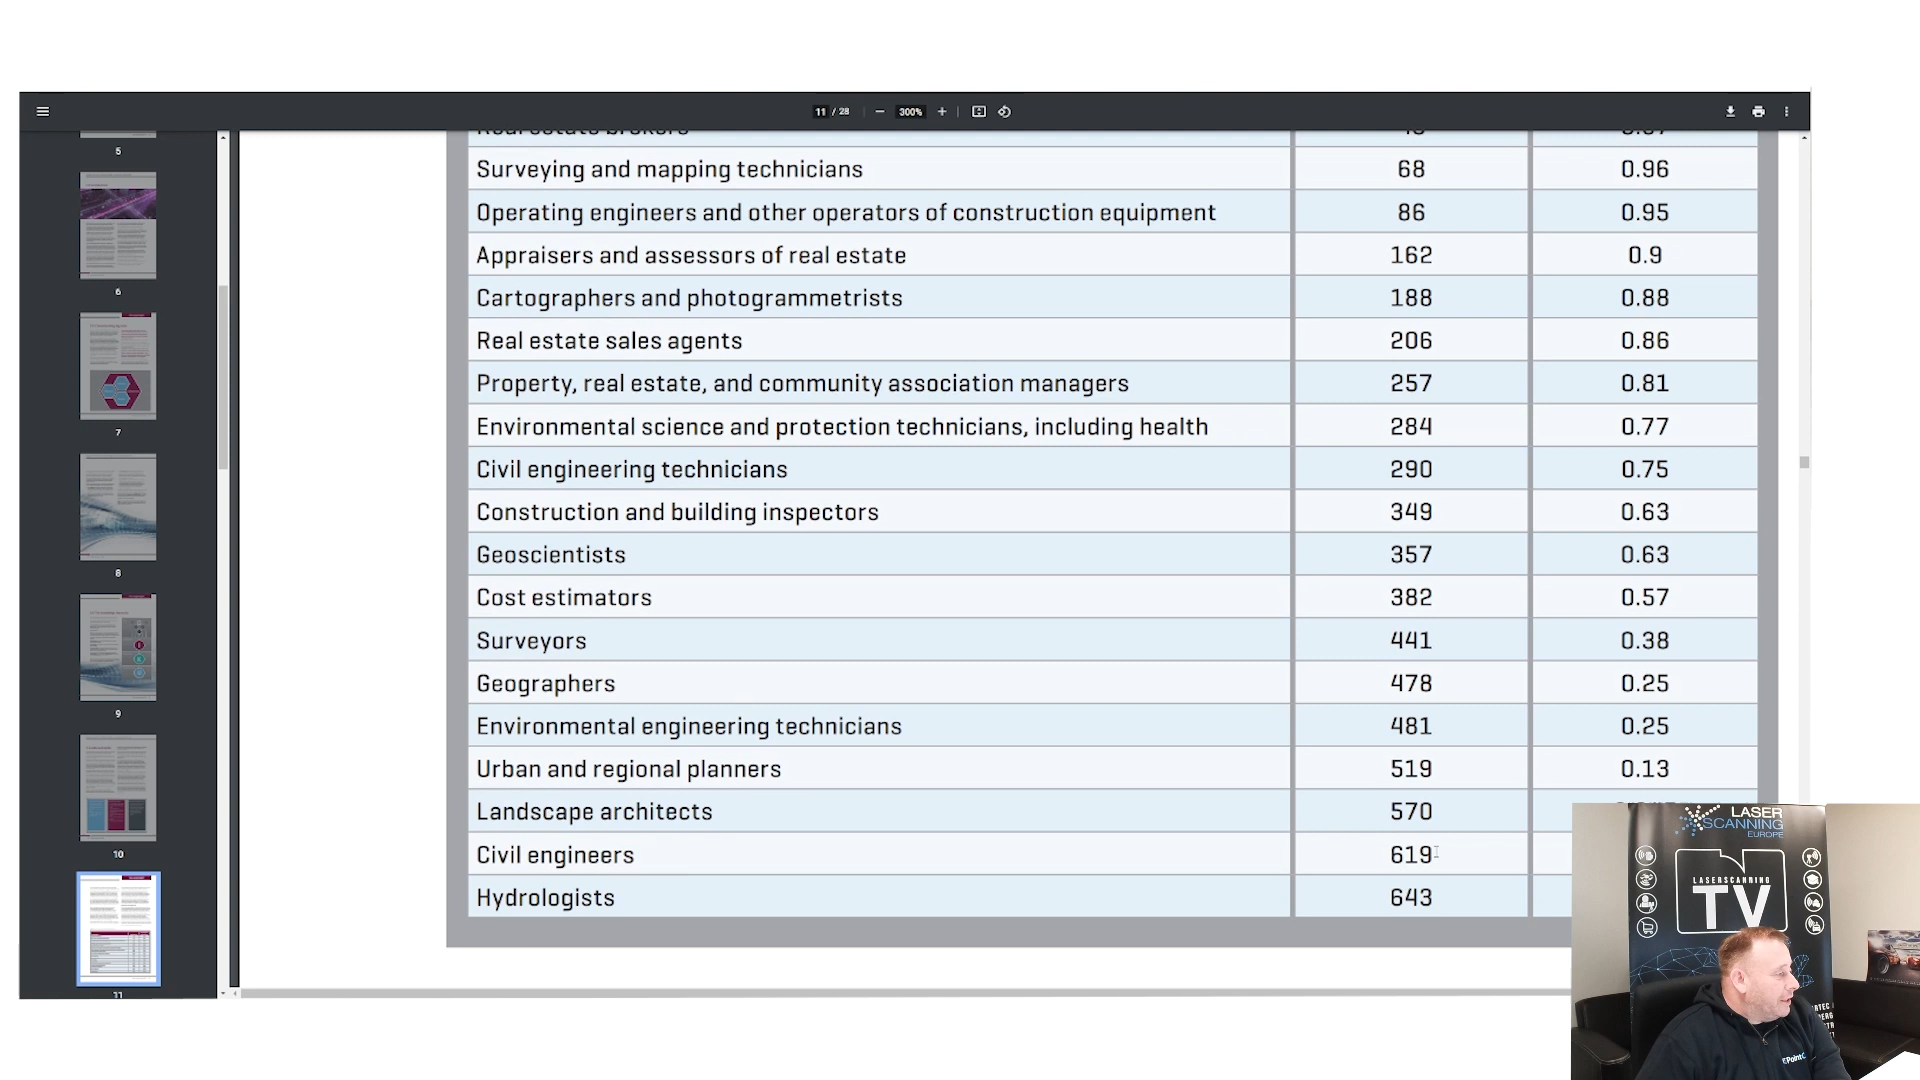 11 / 28
300%
5
6
7
8
9
10
11
Real estate brokers
Surveying and mapping technicians 68 0.96
Operating engineers and other operators of construction equipment 86 0.95
Appraisers and assessors of real estate 162 0.9
Cartographers and photogrammetrists 188 0.88
Real estate sales agents 206 0.86
Property, real estate, and community association managers 257 0.81
Environmental science and protection technicians, including health 284 0.77
Civil engineering technicians 290 0.75
Construction and building inspectors 349 0.63
Geoscientists 357 0.63
Cost estimators 382 0.57
Surveyors 441 0.38
Geographers 478 0.25
Environmental engineering technicians 481 0.25
Urban and regional planners 519 0.13
Landscape architects 570
Civil engineers 619
Hydrologists 643
LASER
SCANNING
EUROPE
LASERSCANNING
TV